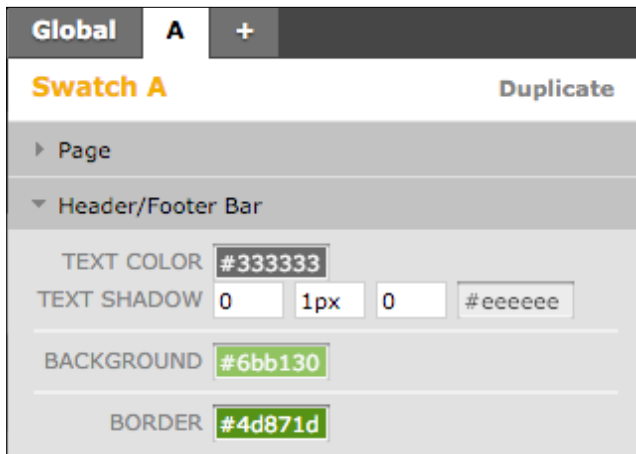 Global A +
Swatch A Duplicate
Page
Header/Footer Bar
TEXT COLOR #333333
TEXT SHADOW 0 1px 0 #eeeeee
BACKGROUND #6bb130
BORDER #4d871d